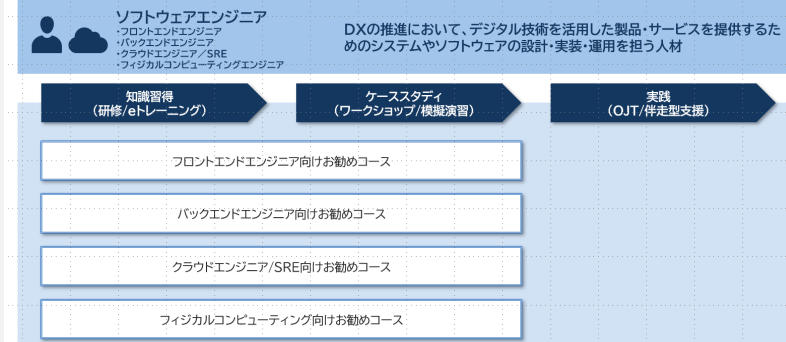 ソフトウェアエンジニア
・フロントエンドエンジニア
・バックエンドエンジニア
・クラウドエンジニア／SRE
・フィジカルコンピューティングエンジニア
DXの推進において、デジタル技術を活用した製品・サービスを提供するた
めのシステムやソフトウェアの設計・実装・運用を担う人材
知識習得
（研修/eトレーニング）
ケーススタディ
（ワークショップ/模擬演習）
実践
（OJT/伴走型支援）
フロントエンドエンジニア向けお勧めコース
バックエンドエンジニア向けお勧めコース
クラウドエンジニア/SRE向けお勧めコース
フィジカルコンピューティング向けお勧めコース